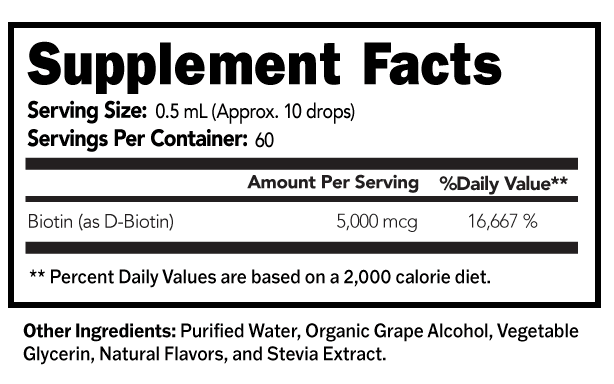 Supplement Facts
Serving Size: 0.5 mL (Approx. 10 drops)
Servings Per Container: 60
Amount Per Serving %Daily Value**
Biotin (as D-Biotin) 5,000 mcg 16,667 %
** Percent Daily Values are based on a 2,000 calorie diet.
Other Ingredients: Purified Water, Organic Grape Alcohol, Vegetable
Glycerin, Natural Flavors, and Stevia Extract.